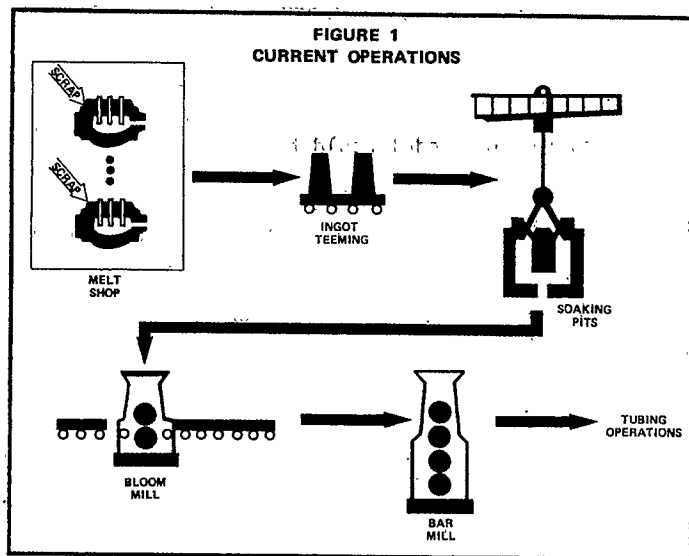 FIGURE 1
CURRENT OPERATIONS
SCRAP
SCRAP
MELT
SHOP
INGOT
TEEMING
SOAKING
PITS
BLOOM
MILL
BAR
MILL
TUBING
OPERATIONS